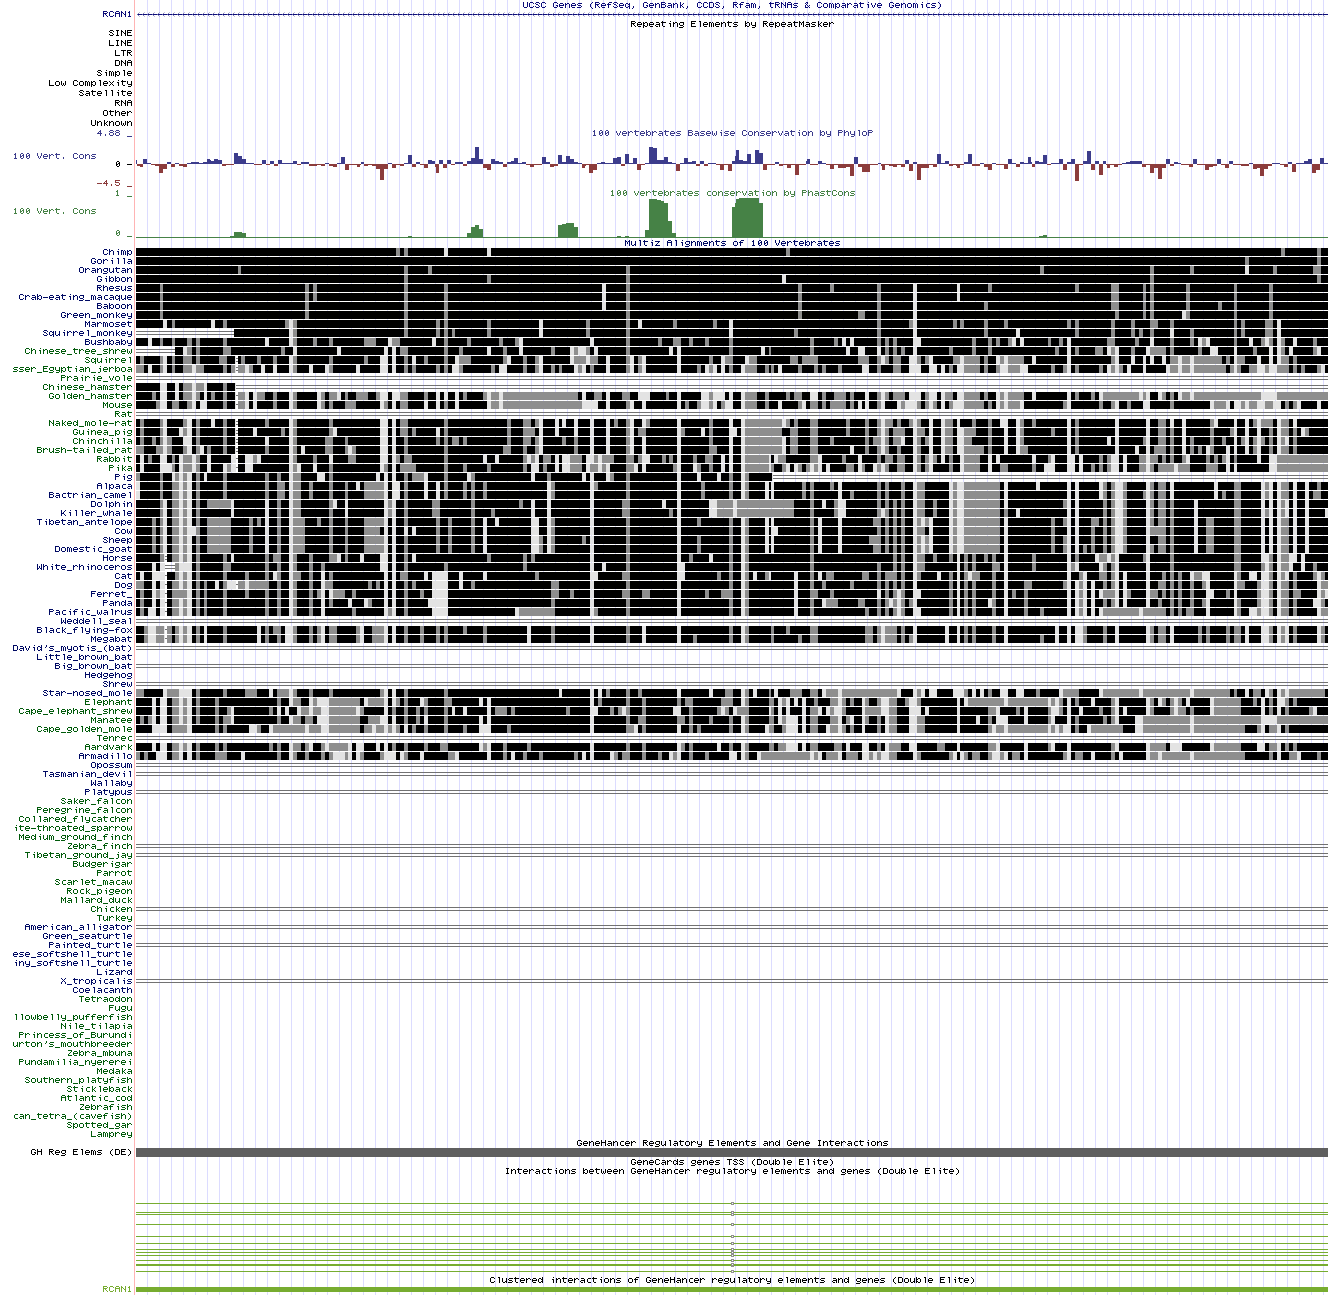 UCSC Genes (RefSeq, GenBank, CCDS, Rfam, tRNAs & Comparative Genomics)
RCAN1
Repeating Elements by RepeatMasker
SINE
LINE
LTR
DNA
Simple
Low Complexity
Satellite
RNA
Other
Unknown
4.88 _
100 vertebrates Basewise Conservation by PhyloP
100 Vert. Cons
0 _
-4.5 _
1 _
100 vertebrates conservation by PhastCons
100 Vert. Cons
0 _
Multiz Alignments of 100 Vertebrates
Chimp
Gorilla
Orangutan
Gibbon
Rhesus
Crab-eating_macaque
Baboon
Green_monkey
Marmoset
Squirrel_monkey
Bushbaby
Chinese_tree_shrew
Squirrel
sser_Egyptian_jerboa
Prairie_vole
Chinese_hamster
Golden_hamster
Mouse
Rat
Naked_mole-rat
Guinea_pig
Chinchilla
Brush-tailed_rat
Rabbit
Pika
Pig
Alpaca
Bactrian_camel
Dolphin
Killer_whale
Tibetan_antelope
Cow
Sheep
Domestic_goat
Horse
White_rhinoceros
Cat
Dog
Ferret_
Panda
Pacific_walrus
Weddell_seal
Black_flying-fox
Megabat
David's_myotis_(bat)
Little_brown_bat
Big_brown_bat
Hedgehog
Shrew
Star-nosed_mole
Elephant
Cape_elephant_shrew
Manatee
Cape_golden_mole
Tenrec
Aardvark
Armadillo
Opossum
Tasmanian_devil
Wallaby
Platypus
Saker_falcon
Peregrine_falcon
Collared_flycatcher
ite-throated_sparrow
Medium_ground_finch
Zebra_finch
Tibetan_ground_jay
Budgerigar
Parrot
Scarlet_macaw
Rock_pigeon
Mallard_duck
Chicken
Turkey
American_alligator
Green_seaturtle
Painted_turtle
ese_softshell_turtle
iny_softshell_turtle
Lizard
X_tropicalis
Coelacanth
Tetraodon
Fugu
llowbelly_pufferfish
Nile_tilapia
Princess_of_Burundi
urton's_mouthbreeder
Zebra_mbuna
Pundamilia_nyererei
Medaka
Southern_platyfish
Stickleback
Atlantic_cod
Zebrafish
can_tetra_(cavefish)
Spotted_gar
Lamprey
GeneHancer Regulatory Elements and Gene Interactions
GH Reg Elems (DE)
GeneCards genes TSS (Double Elite)
Interactions between GeneHancer regulatory elements and genes (Double Elite)
Clustered interactions of GeneHancer regulatory elements and genes (Double Elite)
RCAN1